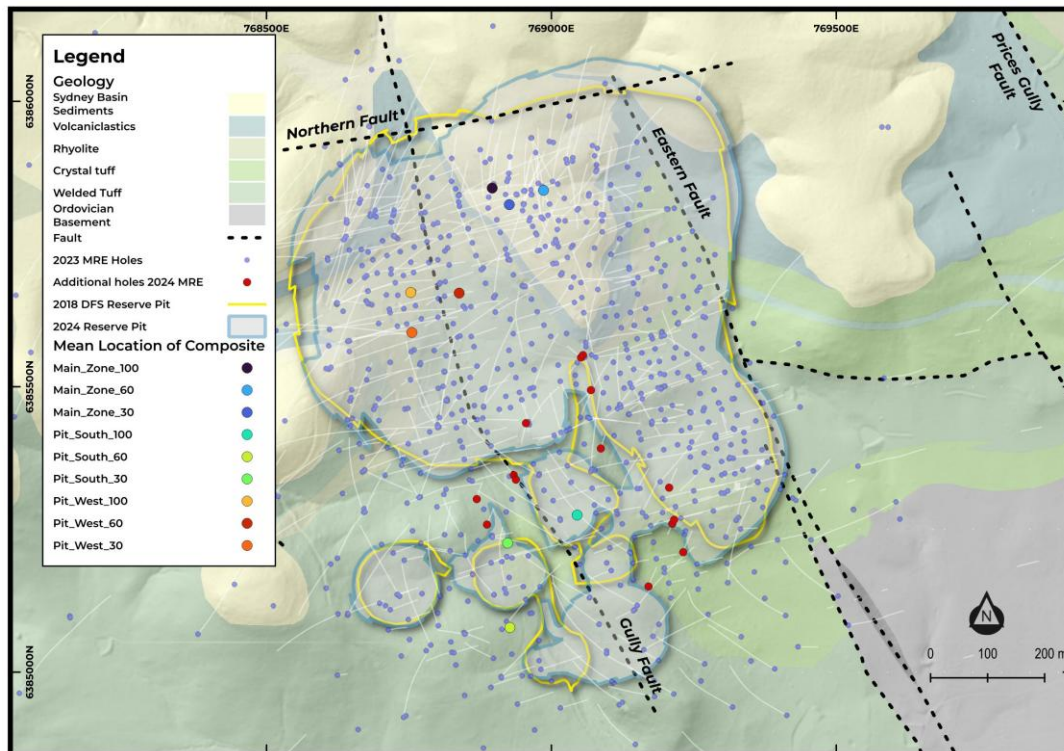 768500E
769000E
769500E
6386000N
6385500N
6385000N
Legend
Geology
Sydney Basin
Sediments
Volcaniclastics
Rhyolite
Crystal tuff
Welded Tuff
Ordovician
Basement
Fault
2023 MRE Holes
Additional holes 2024 MRE
2018 DFS Reserve Pit
2024 Reserve Pit
Mean Location of Composite
Main_Zone_100
Main_Zone_60
Main_Zone_30
Pit_South_100
Pit_South_60
Pit_South_30
Pit_West_100
Pit_West_60
Pit_West_30
Northern Fault
Eastern Fault
Prices Gully
Fault
Gully Fault
N
0 100 200 m